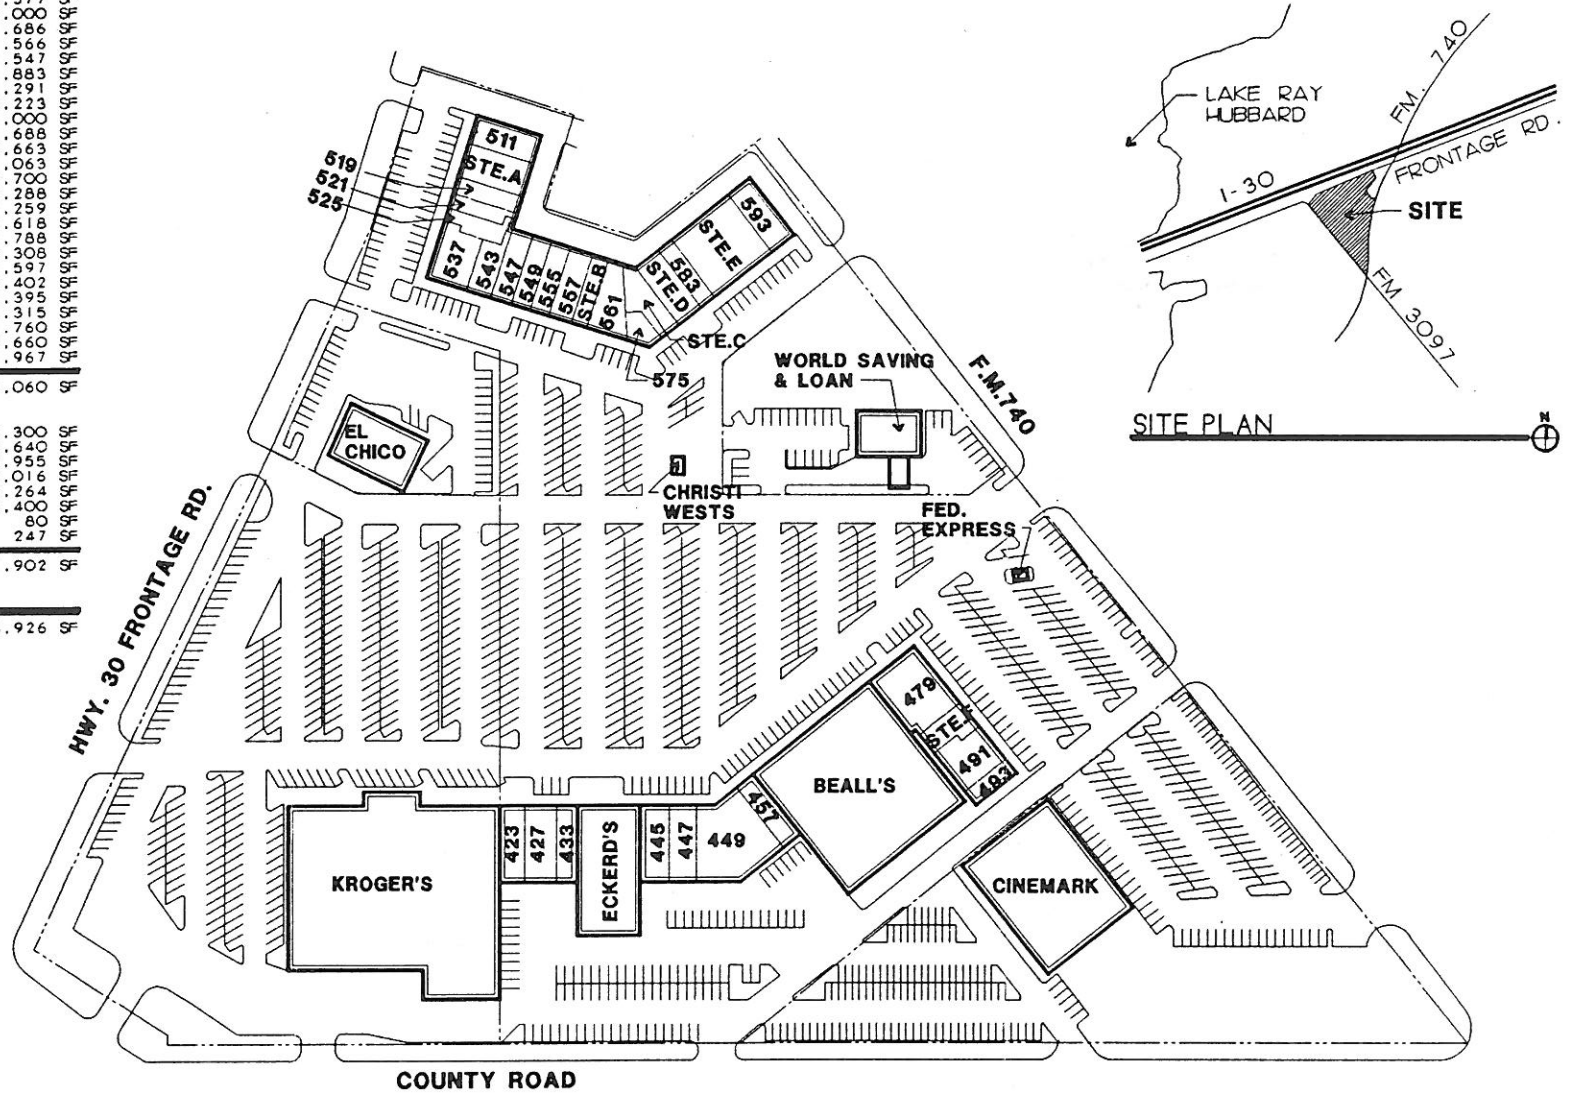 .000 SF
.686 SF
.566 SF
.547 SF
.883 SF
.291 SF
.223 SF
.000 SF
.688 SF
.663 SF
.063 SF
.700 SF
.288 SF
.259 SF
.618 SF
.788 SF
.308 SF
.597 SF
.402 SF
.395 SF
.315 SF
.760 SF
.660 SF
.967 SF
.060 SF
.300 SF
.640 SF
.955 SF
.016 SF
.264 SF
.400 SF
80 SF
247 SF
.902 SF
.926 SF
511
STE.A
519
521
525
537
543
547
549
555
557
STE.B
561
STE.D
583
STE.E
593
STE.C
575
WORLD SAVING
& LOAN
F.M.740
EL
CHICO
CHRISTI
WESTS
FED.
EXPRESS
HWY. 30 FRONTAGE RD.
479
STE.
491
493
BEALL'S
457
KROGER'S
423
427
433
ECKERD'S
445
447
449
CINEMARK
COUNTY ROAD
LAKE RAY
HUBBARD
FM. 740
I-30
FRONTAGE RD.
SITE
FM 3097
SITE PLAN
N